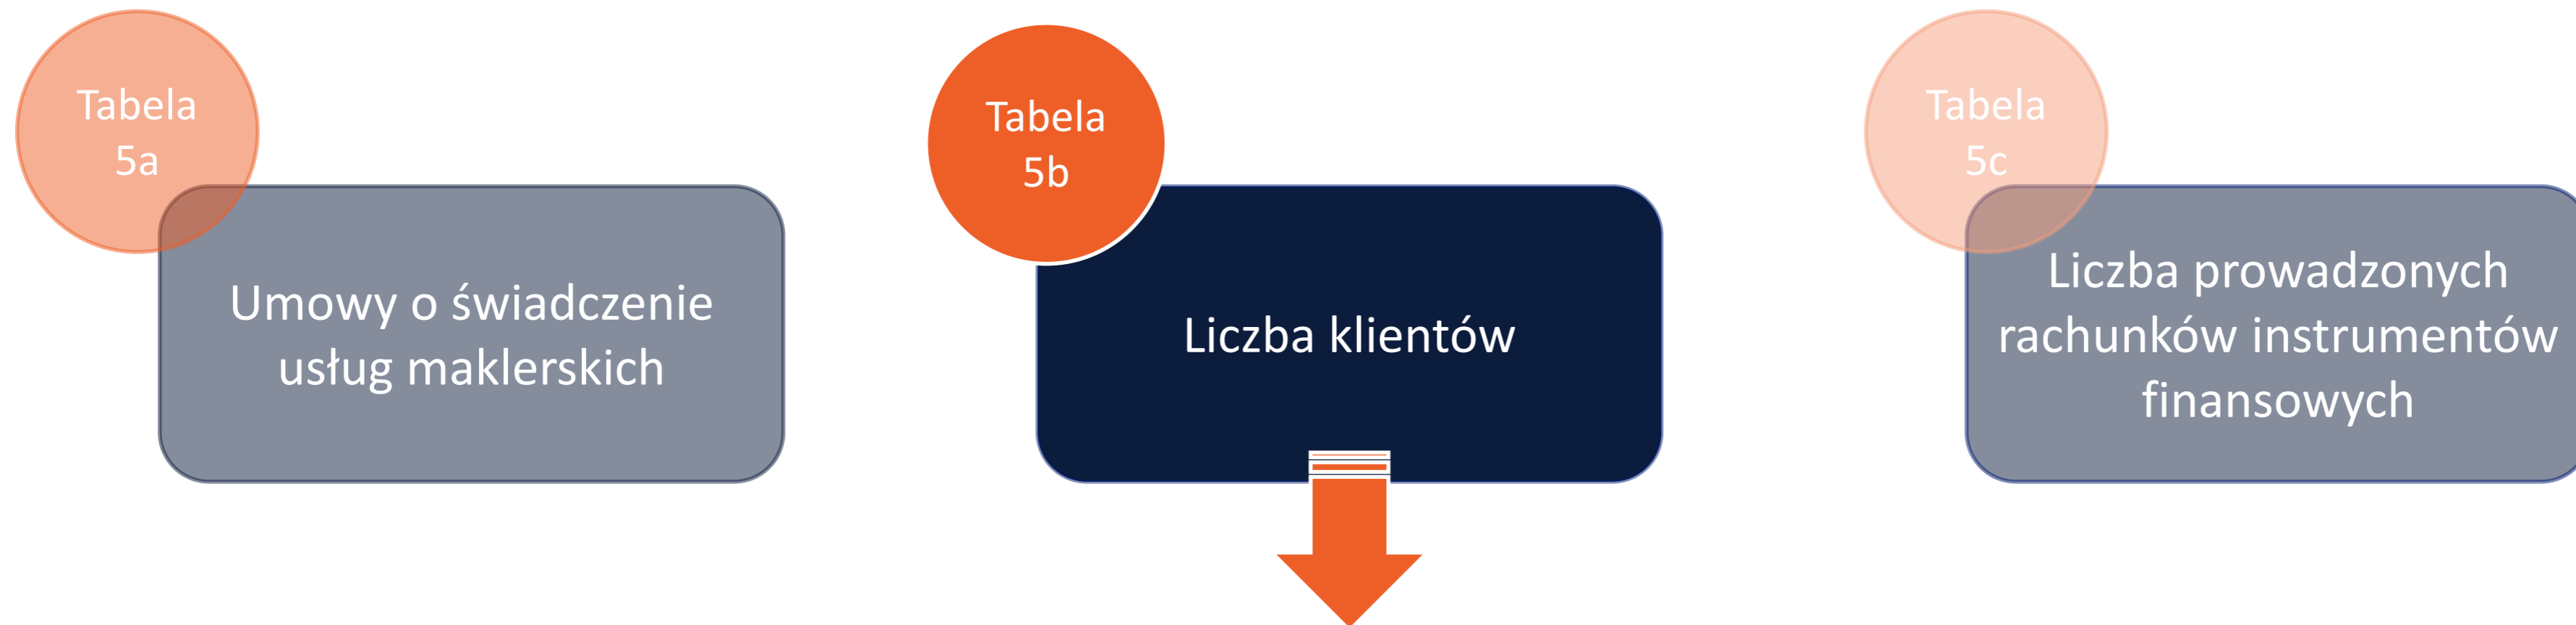 Tabela
5a
Umowy o świadczenie
usług maklerskich
Tabela
5b
Liczba klientów
Tabela
5c
Liczba prowadzonych
rachunków instrumentów
finansowych